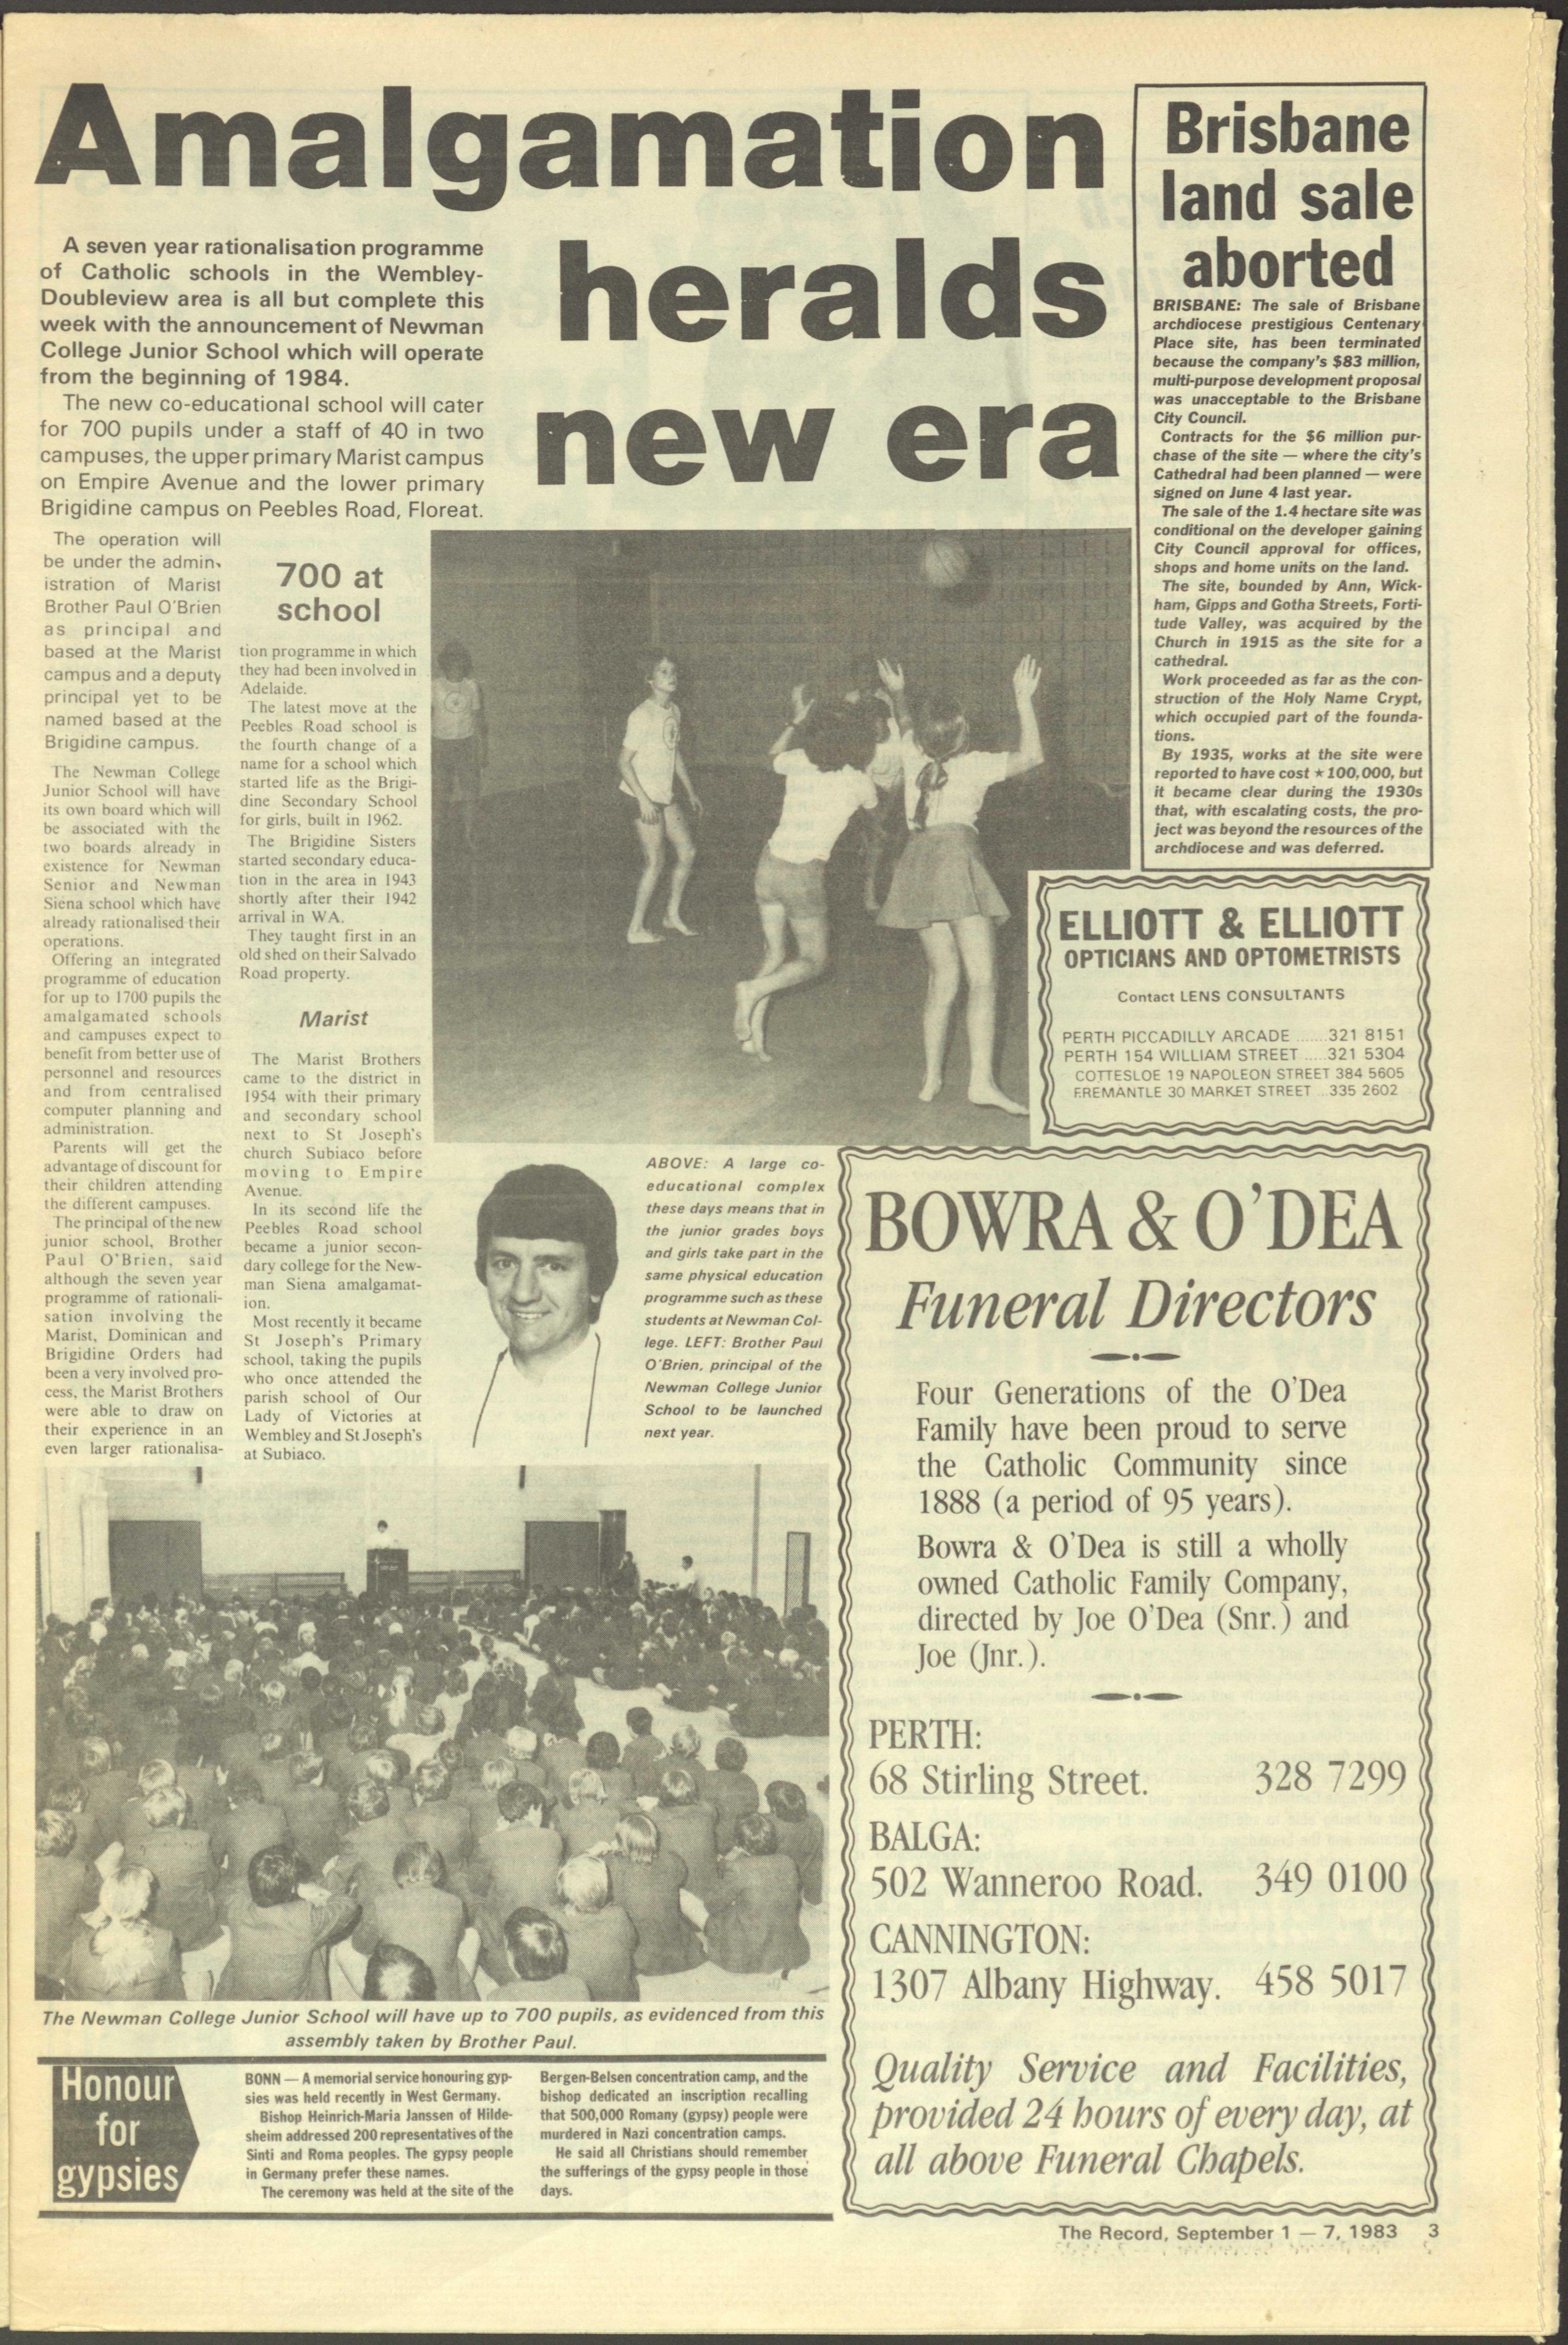 Amalgamation
heralds
new era
A seven year rationalisation programme
of Catholic schools in the Wembley-
Doubleview area is all but complete this
week with the announcement of Newman
College Junior School which will operate
from the beginning of 1984.
The new co-educational school will cater
for 700 pupils under a staff of 40 in two
campuses, the upper primary Marist campus
on Empire Avenue and the lower primary
Brigidine campus on Peebles Road, Floreat.
The operation will
be under the admin-
istration of Marist
Brother Paul O'Brien
as principal and
based at the Marist
campus and a deputy
principal yet to be
named based at the
Brigidine campus.
The Newman College
Junior School will have
its own board which will
be associated with the
two boards already in
existence for Newman
Senior and Newman
Siena school which have
already rationalised their
operations.
Offering an integrated
programme of education
for up to 1700 pupils the
amalgamated schools
and campuses expect to
benefit from better use of
personnel and resources
and from centralised
computer planning and
administration.
Parents will get the
advantage of discount for
their children attending
the different campuses.
The principal of the new
junior school, Brother
Paul O'Brien, said
although the seven year
programme of rationali-
sation involving the
Marist, Dominican and
Brigidine Orders had
been a very involved pro-
cess, the Marist Brothers
were able to draw on
their experience in an
even larger rationalisa-
700 at
school
tion programme in which
they had been involved in
Adelaide.
The latest move at the
Peebles Road school is
the fourth change of a
name for a school which
started life as the Brigi-
dine Secondary School
for girls, built in 1962.
The Brigidine Sisters
started secondary educa-
tion in the area in 1943
shortly after their 1942
arrival in WA.
They taught first in an
old shed on their Salvado
Road property.
Marist
The Marist Brothers
came to the district in
1954 with their primary
and secondary school
next to St Joseph's
church Subiaco before
moving to Empire
Avenue.
In its second life the
Peebles Road school
became a junior secon-
dary college for the New-
man Siena amalgamat-
ion.
Most recently it became
St Joseph's Primary
school, taking the pupils
who once attended the
parish school of Our
Lady of Victories at
Wembley and St Joseph's
at Subiaco.
ABOVE: A large co-
educational complex
these days means that in
the junior grades boys
and girls take part in the
same physical education
programme such as these
students at Newman Col-
lege. LEFT: Brother Paul
O'Brien, principal of the
Newman College Junior
School to be launched
next year.
The Newman College Junior School will have up to 700 pupils, as evidenced from this
assembly taken by Brother Paul.
Honour
for
gypsies
BONN — A memorial service honouring gyp-
sies was held recently in West Germany.
Bishop Heinrich-Maria Janssen of Hilde-
sheim addressed 200 representatives of the
Sinti and Roma peoples. The gypsy people
in Germany prefer these names.
The ceremony was held at the site of the
Bergen-Belsen concentration camp, and the
bishop dedicated an inscription recalling
that 500,000 Romany (gypsy) people were
murdered in Nazi concentration camps.
He said all Christians should remember
the sufferings of the gypsy people in those
days.
Brisbane
land sale
aborted
BRISBANE: The sale of Brisbane
archdiocese prestigious Centenary
Place site, has been terminated
because the company's $83 million,
multi-purpose development proposal
was unacceptable to the Brisbane
City Council.
Contracts for the $6 million pur-
chase of the site — where the city's
Cathedral had been planned — were
signed on June 4 last year.
The sale of the 1.4 hectare site was
conditional on the developer gaining
City Council approval for offices,
shops and home units on the land.
The site, bounded by Ann, Wick-
ham, Gipps and Gotha Streets, Forti-
tude Valley, was acquired by the
Church in 1915 as the site for a
cathedral.
Work proceeded as far as the con-
struction of the Holy Name Crypt,
which occupied part of the founda-
tions.
By 1935, works at the site were
reported to have cost ★100,000, but
it became clear during the 1930s
that, with escalating costs, the pro-
ject was beyond the resources of the
archdiocese and was deferred.
ELLIOTT & ELLIOTT
OPTICIANS AND OPTOMETRISTS
Contact LENS CONSULTANTS
PERTH PICCADILLY ARCADE ......321 8151
PERTH 154 WILLIAM STREET .....321 5304
COTTESLOE 19 NAPOLEON STREET 384 5605
FREMANTLE 30 MARKET STREET ...335 2602
BOWRA & O'DEA
Funeral Directors
Four Generations of the O'Dea
Family have been proud to serve
the Catholic Community since
1888 (a period of 95 years).
Bowra & O'Dea is still a wholly
owned Catholic Family Company,
directed by Joe O'Dea (Snr.) and
Joe (Jnr.).
PERTH:
68 Stirling Street. 328 7299
BALGA:
502 Wanneroo Road. 349 0100
CANNINGTON:
1307 Albany Highway. 458 5017
Quality Service and Facilities,
provided 24 hours of every day, at
all above Funeral Chapels.
The Record, September 1 — 7, 1983 3